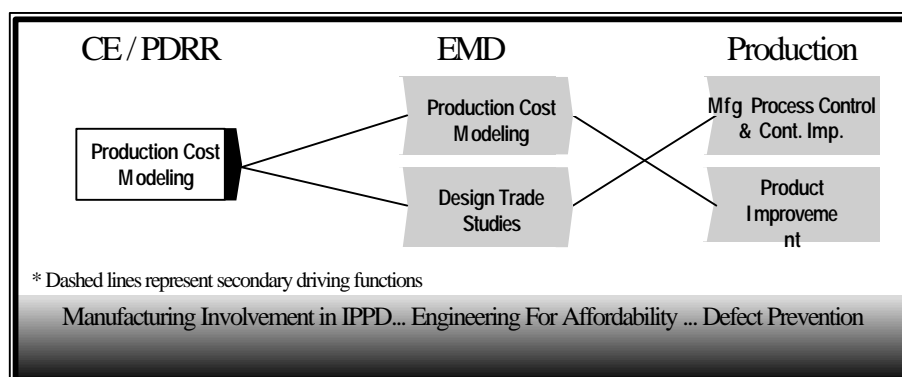 CE / PDRR
EMD
Production
Production Cost
Modeling
Production Cost
Modeling
Design Trade
Studies
Mfg Process Control
& Cont. Imp.
Product
Improveme
nt
* Dashed lines represent secondary driving functions
Manufacturing Involvement in IPPD... Engineering For Affordability ... Defect Prevention